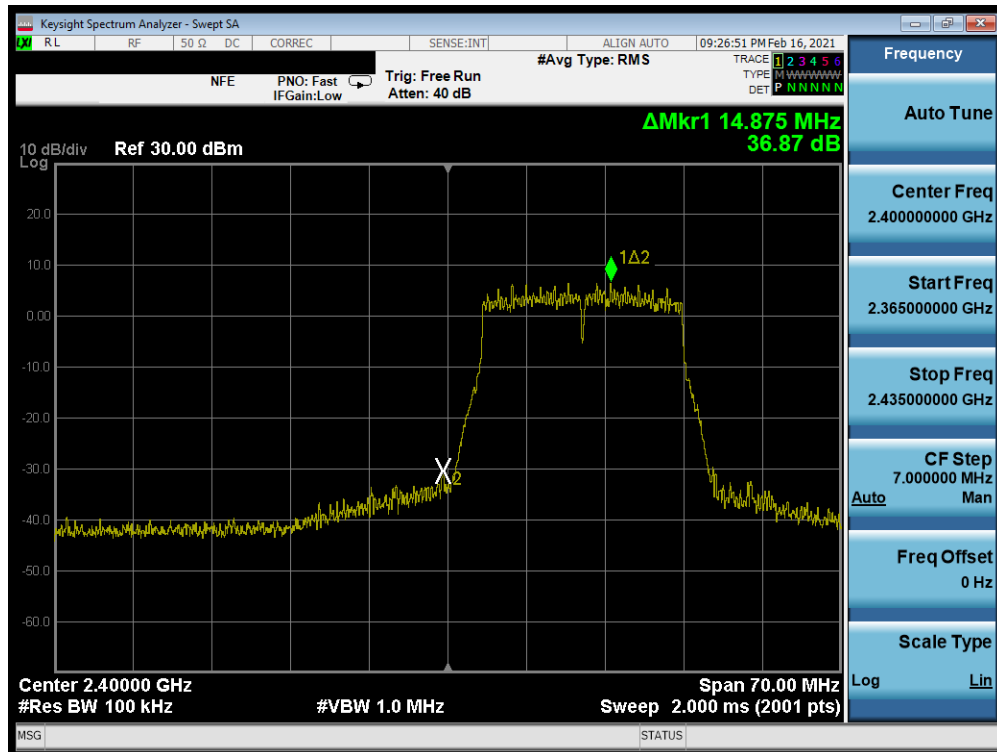 Keysight Spectrum Analyzer - Swept SA
LXI RL RF 50 Ω DC CORREC SENSE:INT ALIGN AUTO 09:26:51 PM Feb 16, 2021
NFE PNO: Fast IFGain:Low Trig: Free Run Atten: 40 dB #Avg Type: RMS
TRACE 1 2 3 4 5 6
TYPE M WWWWW
DET P N N N N N
ΔMkr1 14.875 MHz
36.87 dB
10 dB/div Ref 30.00 dBm
Log
20.0
10.0
0.00
-10.0
-20.0
-30.0
-40.0
-50.0
-60.0
1Δ2
X2
Center 2.40000 GHz Span 70.00 MHz
#Res BW 100 kHz #VBW 1.0 MHz Sweep 2.000 ms (2001 pts)
MSG STATUS
Frequency
Auto Tune
Center Freq
2.400000000 GHz
Start Freq
2.365000000 GHz
Stop Freq
2.435000000 GHz
CF Step
7.000000 MHz
Auto Man
Freq Offset
0 Hz
Scale Type
Log Lin